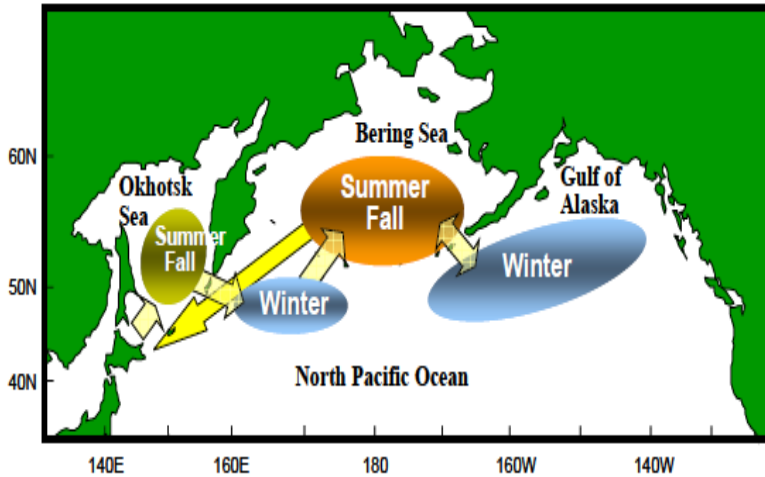 Bering Sea
60N
Okhotsk
Sea
Summer
Fall
Gulf of
Alaska
Summer
Fall
Winter
50N
Winter
North Pacific Ocean
40N
140E
160E
180
160W
140W